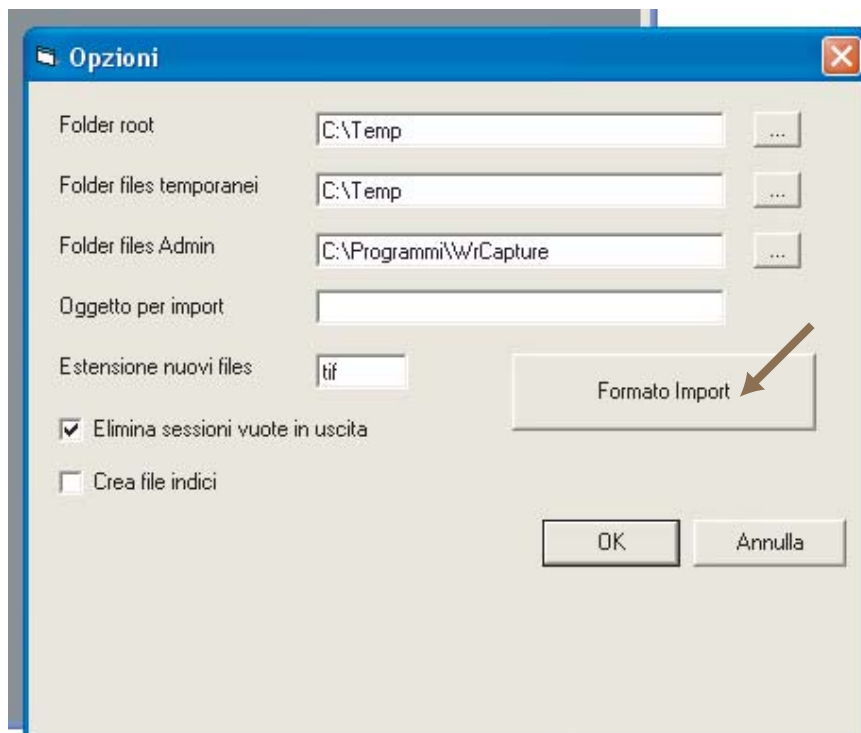 Opzioni
Folder root C:\Temp ...
Folder files temporanei C:\Temp ...
Folder files Admin C:\Programmi\WrCapture ...
Oggetto per import
Estensione nuovi files tif Formato Import
Elimina sessioni vuote in uscita
Crea file indici
OK Annulla